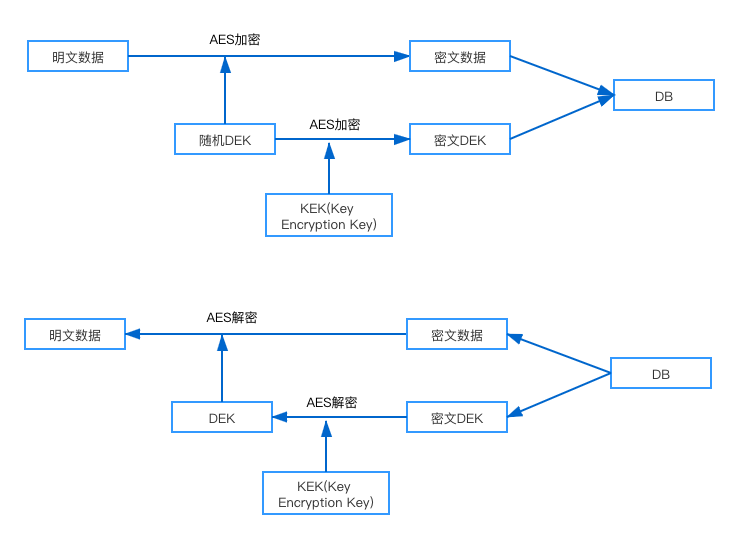 AES加密
明文数据
密文数据
DB
AES加密
随机DEK
密文DEK
KEK(Key
Encryption Key)
AES解密
明文数据
密文数据
DB
AES解密
DEK
密文DEK
KEK(Key
Encryption Key)